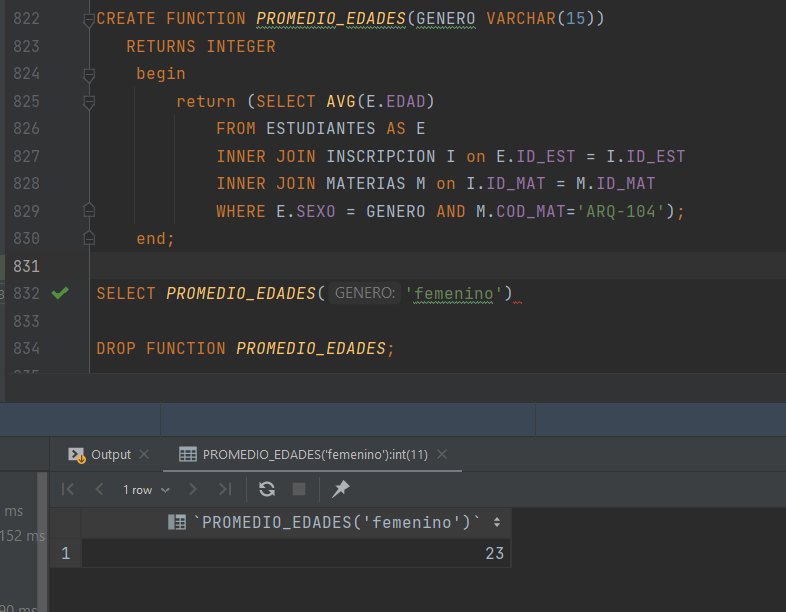 822 CREATE FUNCTION PROMEDIO_EDADES(GENERO VARCHAR(15))
823 RETURNS INTEGER
824 begin
825 return (SELECT AVG(E.EDAD)
826 FROM ESTUDIANTES AS E
827 INNER JOIN INSCRIPCION I on E.ID_EST = I.ID_EST
828 INNER JOIN MATERIAS M on I.ID_MAT = M.ID_MAT
829 WHERE E.SEXO = GENERO AND M.COD_MAT='ARQ-104');
830 end;
831
s 832 SELECT PROMEDIO_EDADES( GENERO: 'femenino')
833
834 DROP FUNCTION PROMEDIO_EDADES;
Output PROMEDIO_EDADES('femenino'):int(11)
1 row
ms
152 ms
`PROMEDIO_EDADES('femenino')`
1 23
90 ms